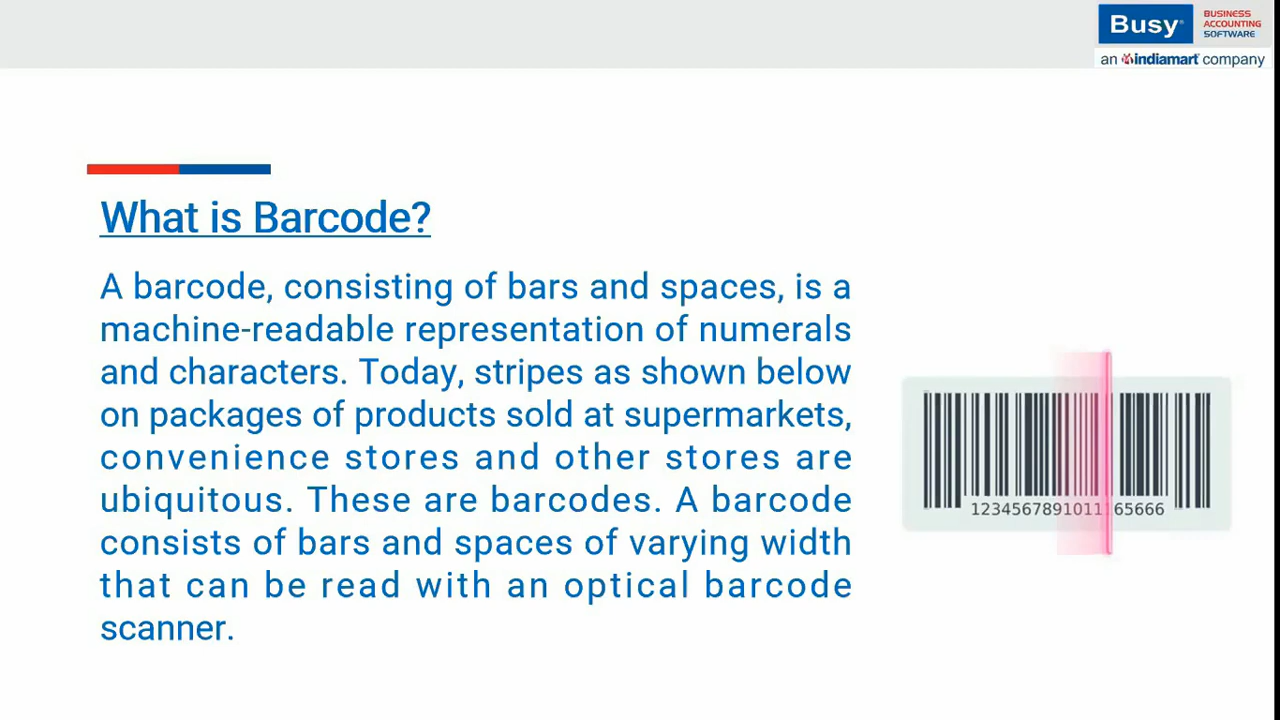 Busy
BUSINESS
ACCOUNTING
SOFTWARE
an indiamart company
What is Barcode?
A barcode, consisting of bars and spaces, is a
machine-readable representation of numerals
and characters. Today, stripes as shown below
on packages of products sold at supermarkets,
convenience stores and other stores are
ubiquitous. These are barcodes. A barcode
consists of bars and spaces of varying width
that can be read with an optical barcode
scanner.